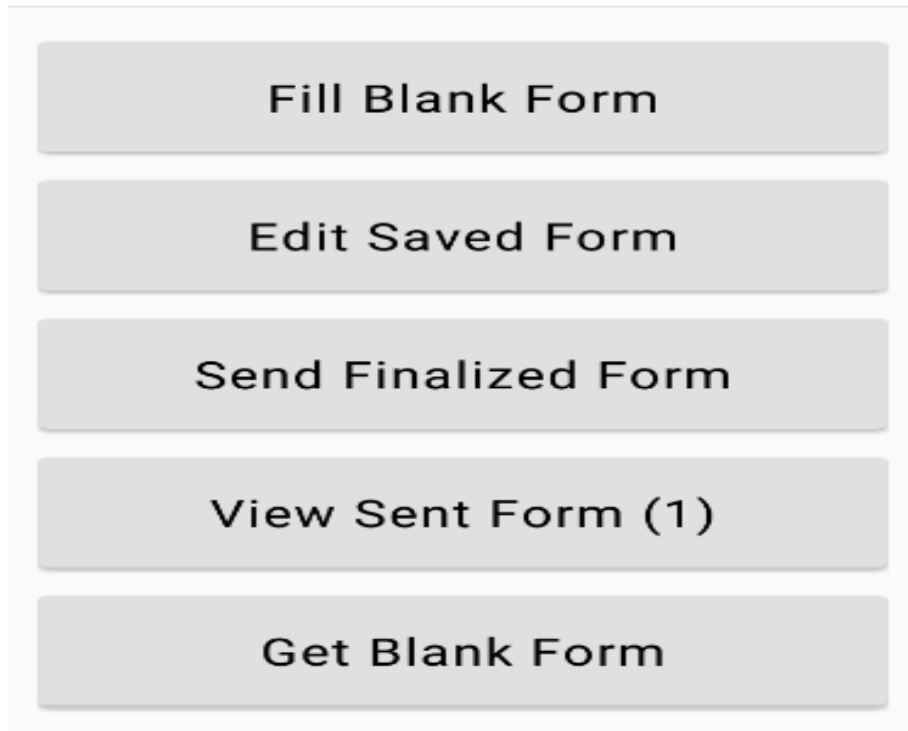 Fill Blank Form
Edit Saved Form
Send Finalized Form
View Sent Form (1)
Get Blank Form